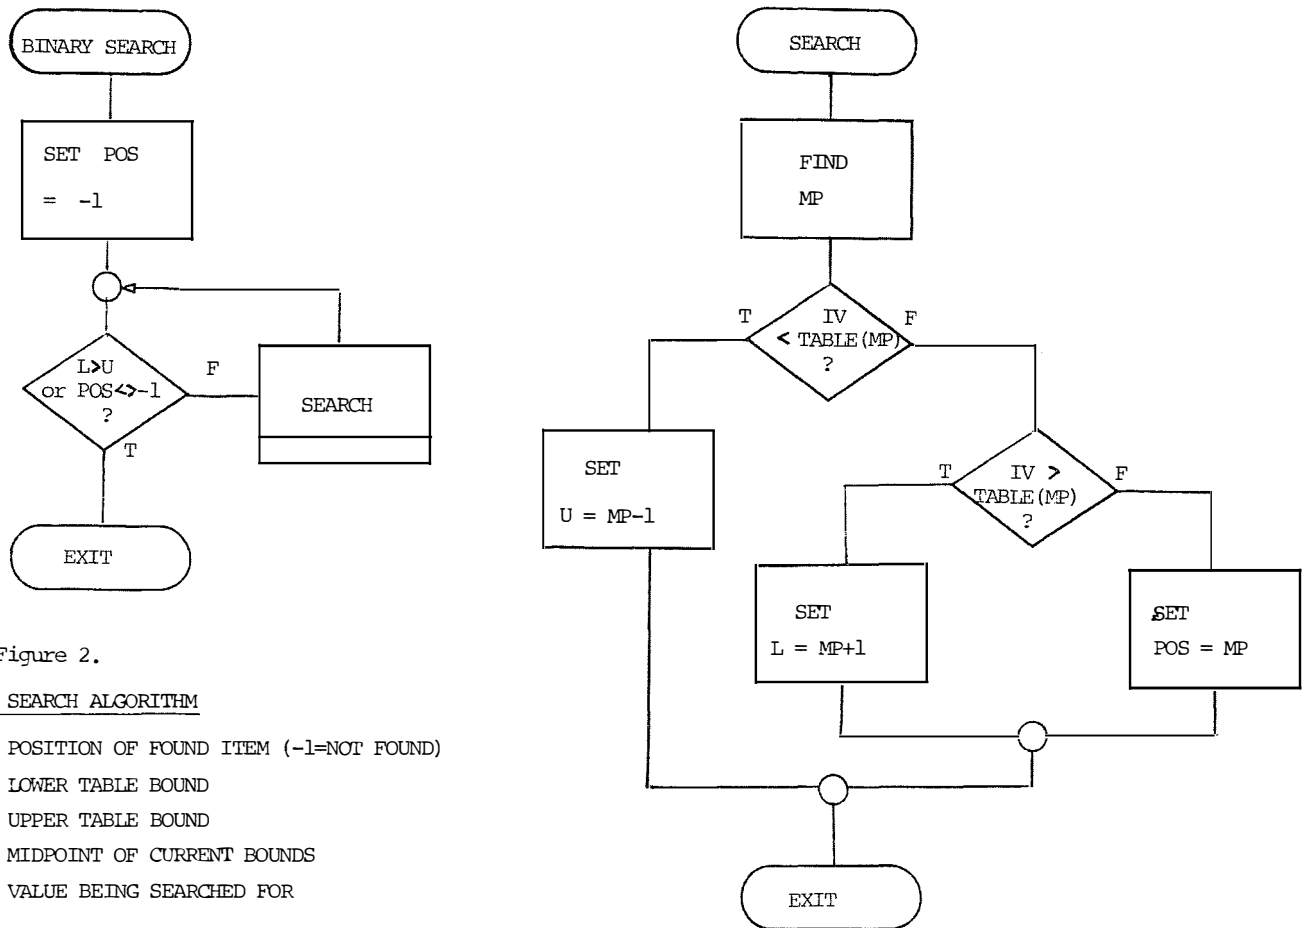 BINARY SEARCH
SET POS
= -1
L>U
or POS<>-1
?
F
T
SEARCH
EXIT
Figure 2.
SEARCH ALGORITHM
POSITION OF FOUND ITEM (-1=NOT FOUND)
LOWER TABLE BOUND
UPPER TABLE BOUND
MIDPOINT OF CURRENT BOUNDS
VALUE BEING SEARCHED FOR
SEARCH
FIND
MP
T
IV
< TABLE(MP)
?
F
SET
U = MP-1
T
IV >
TABLE(MP)
?
F
SET
L = MP+1
SET
POS = MP
EXIT